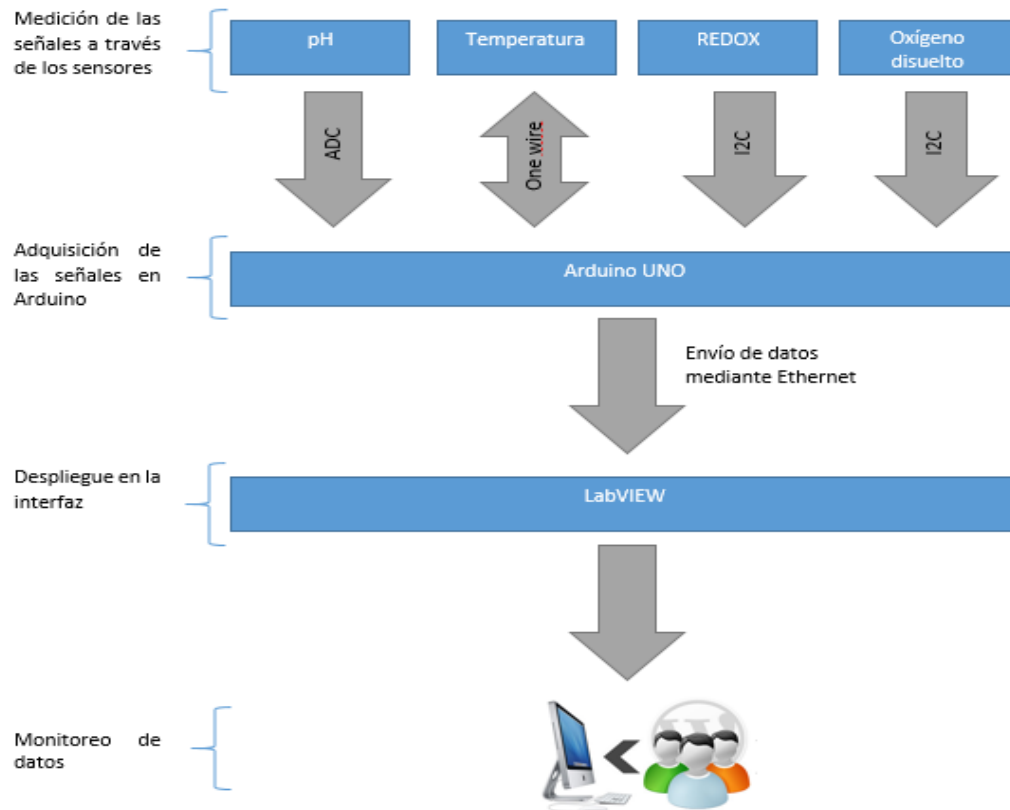 Medición de las
señales a través
de los sensores
pH
Temperatura
REDOX
Oxígeno
disuelto
ADC
One wire
I2C
I2C
Adquisición de
las señales en
Arduino
Arduino UNO
Envío de datos
mediante Ethernet
Despliegue en la
interfaz
LabVIEW
Monitoreo de
datos